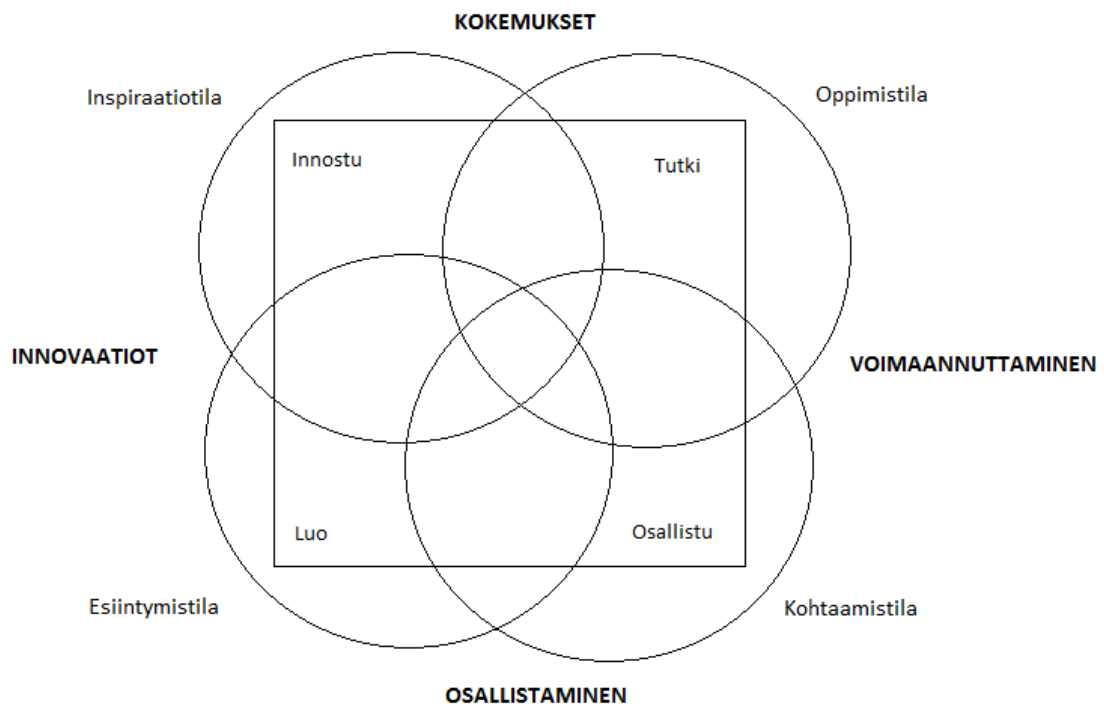 KOKEMUKSET
Inspiraatiotila
Oppimistila
Innostu
Tutki
INNOVAATIOT
VOIMAANNUTTAMINEN
Luo
Osallistu
Esiintymistila
Kohtaamistila
OSALLISTAMINEN